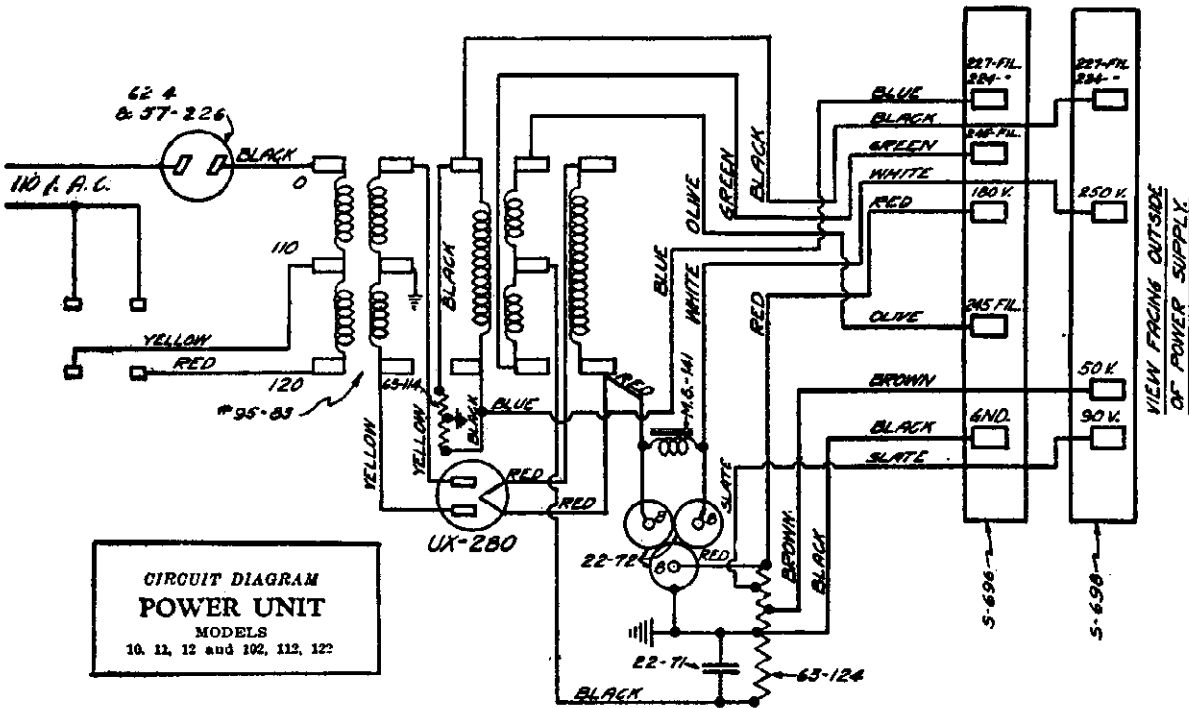 62 4
& 57-226
BLACK
110 V. A.C.
0
110
YELLOW
RED
120
#95-83
YELLOW
YELLOW
63-114
BLACK
BLACK
BLUE
RED
RED
RED
UX-280
OLIVE
GREEN
BLACK
BLUE
WHITE
RED
M.S.-141
SLATE
BROWN
BLACK
22-72
RED
B
B
B
22-71
63-124
BLACK
BLUE
BLACK
GREEN
WHITE
RED
OLIVE
BROWN
BLACK
SLATE
227-FIL.
224- "
245-FIL.
180 V.
245 FIL.
GND.
227-FIL
224- "
250 V.
50 V.
90 V.
S-696
S-698
VIEW FACING OUTSIDE
OF POWER SUPPLY.
CIRCUIT DIAGRAM
POWER UNIT
MODELS
10, 11, 12 and 102, 112, 122